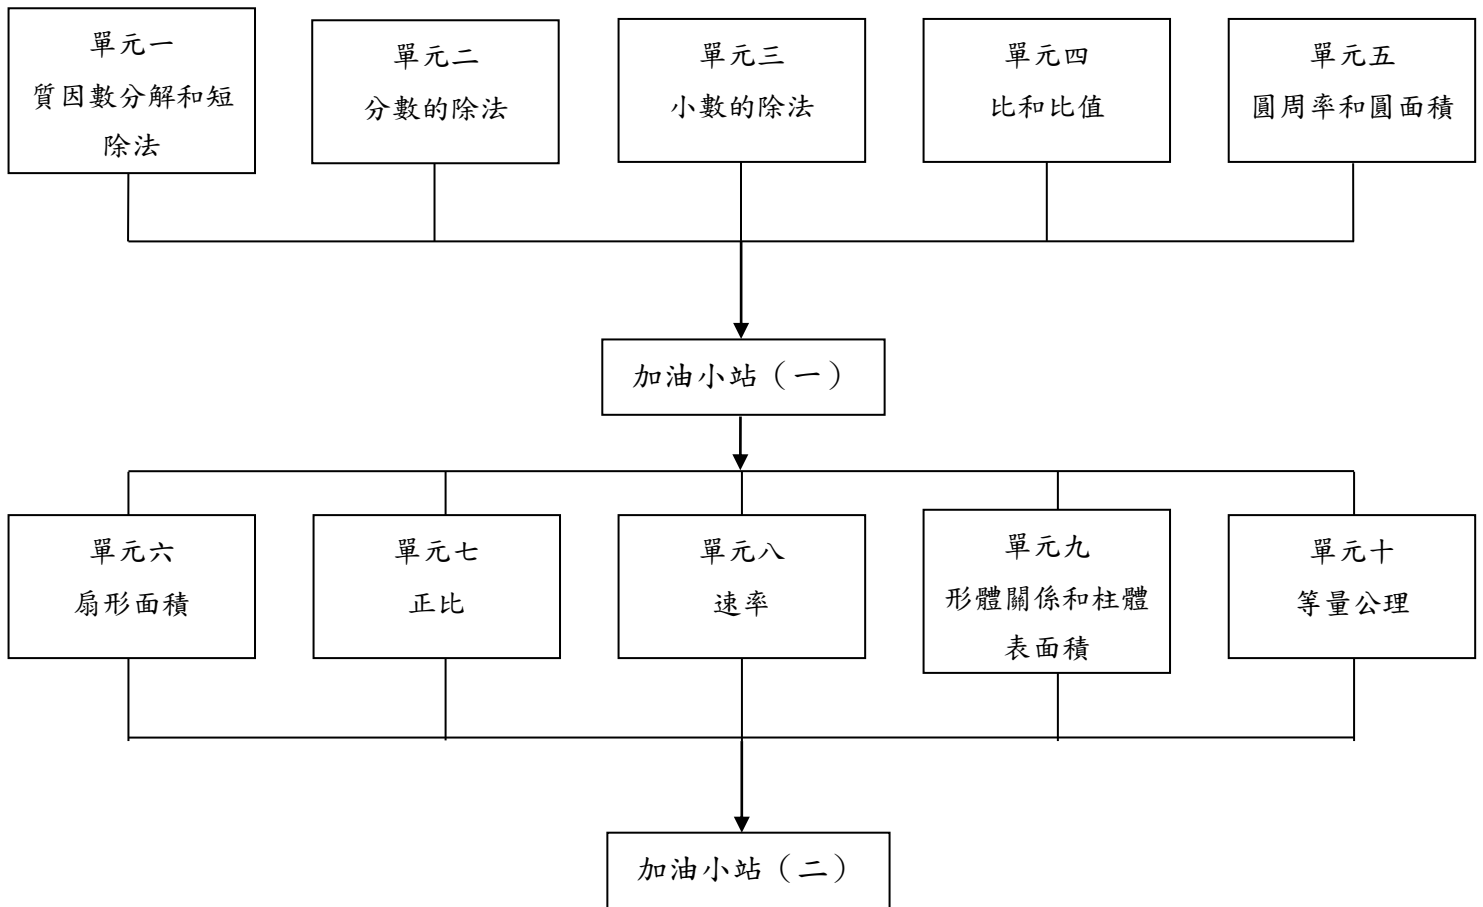 單元一
質因數分解和短
除法
單元二
分數的除法
單元三
小數的除法
單元四
比和比值
單元五
圓周率和圓面積
加油小站（一）
單元六
扇形面積
單元七
正比
單元八
速率
單元九
形體關係和柱體
表面積
單元十
等量公理
加油小站（二）